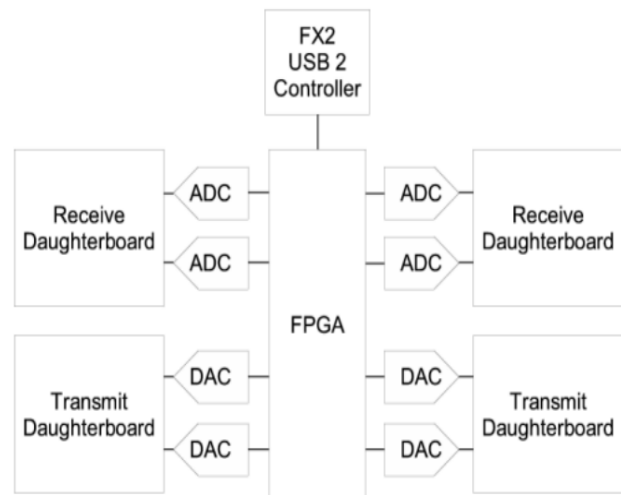 FX2
USB 2
Controller
ADC
ADC
Receive
Daughterboard
Receive
Daughterboard
ADC
ADC
FPGA
DAC
DAC
Transmit
Daughterboard
Transmit
Daughterboard
DAC
DAC